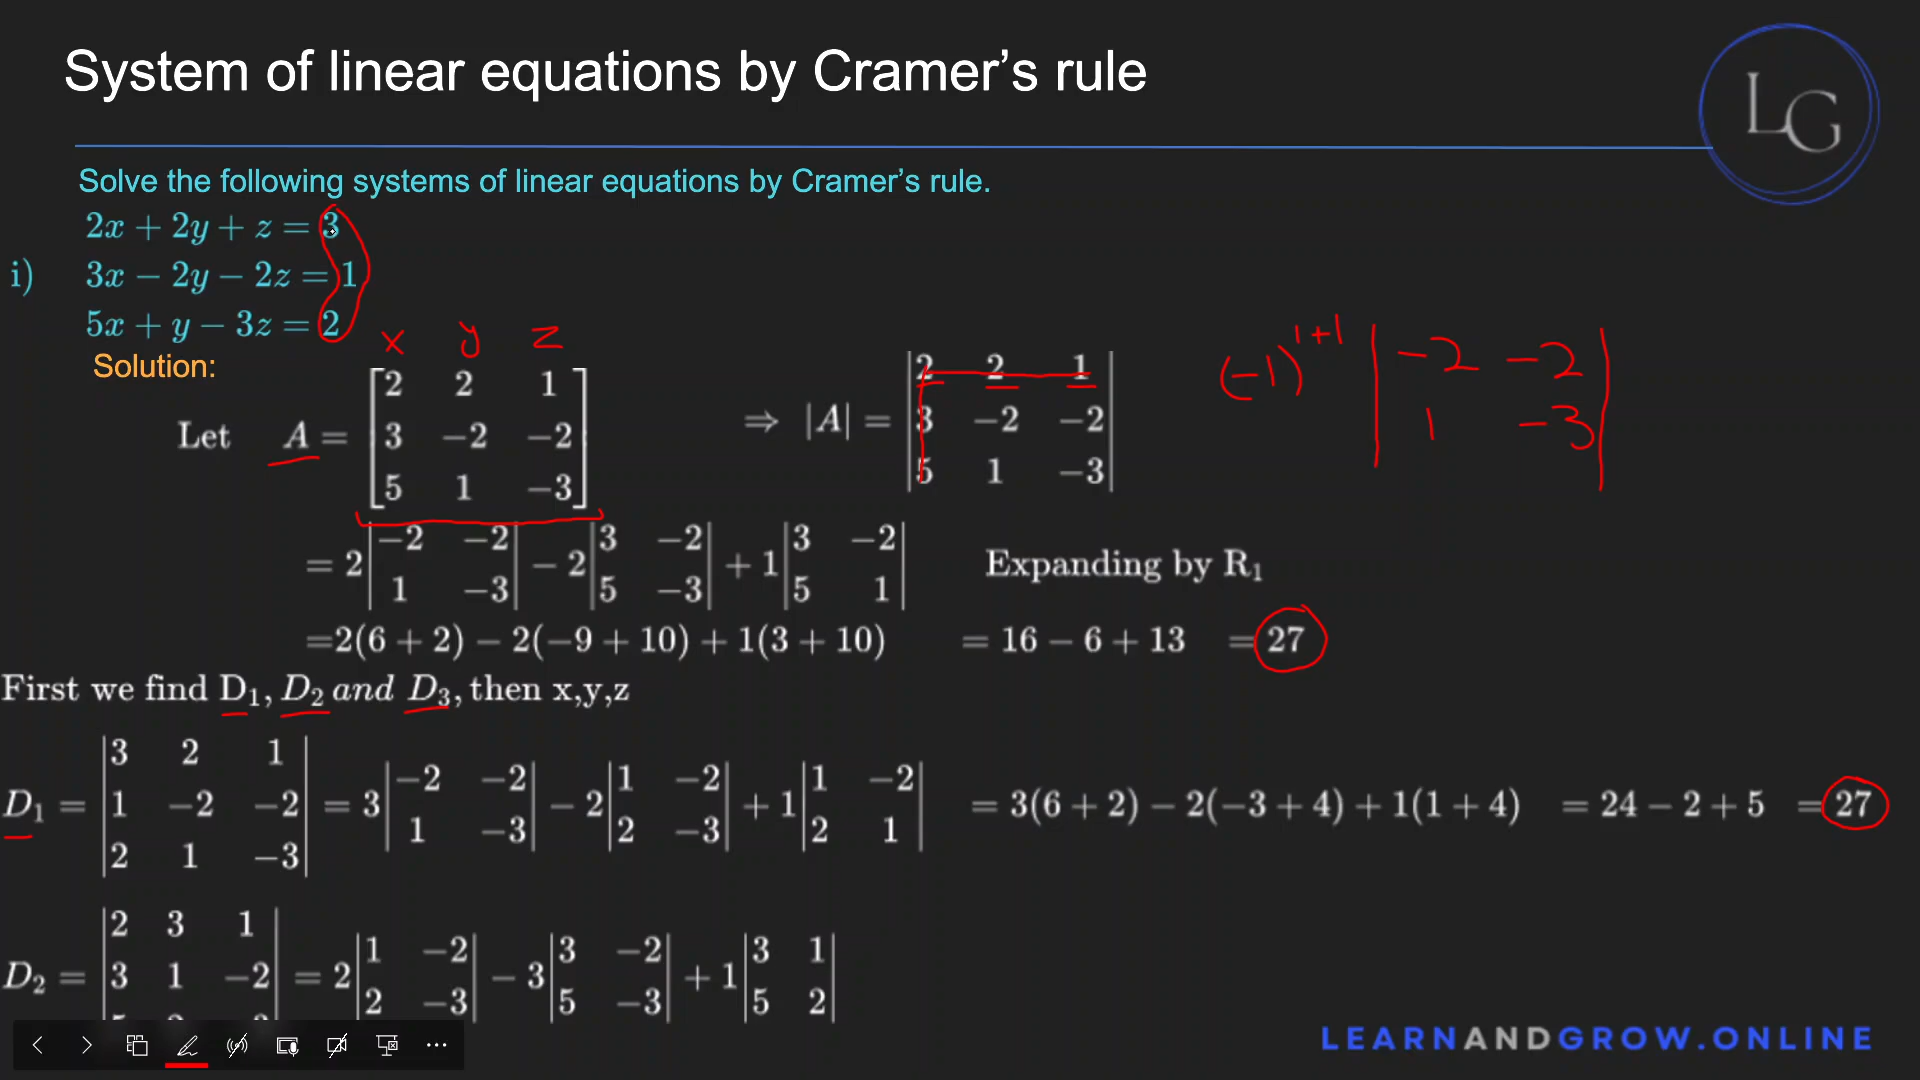 System of linear equations by Cramer's rule
LG
Solve the following systems of linear equations by Cramer's rule.
2x + 2y + z = 3
i) 3x − 2y − 2z = 1
5x + y − 3z = 2
Solution:
x y z
Let A = [2 2 1
3 −2 −2
5 1 −3]
⇒ |A| = |2 2 1
3 −2 −2
5 1 −3|
(-1)^1+1 |-2 -2
1 -3|
= 2|−2 −2
1 −3| − 2|3 −2
5 −3| + 1|3 −2
5 1| Expanding by R₁
=2(6 + 2) − 2(−9 + 10) + 1(3 + 10) = 16 − 6 + 13 = 27
First we find D₁, D₂ and D₃, then x,y,z
D₁ = |3 2 1
1 −2 −2
2 1 −3| = 3|−2 −2
1 −3| − 2|1 −2
2 −3| + 1|1 −2
2 1| = 3(6 + 2) − 2(−3 + 4) + 1(1 + 4) = 24 − 2 + 5 = 27
D₂ = |2 3 1
3 1 −2| = 2|1 −2
2 −3| − 3|3 −2
5 −3| + 1|3 1
5 2|
LEARNANDGROW.ONLINE